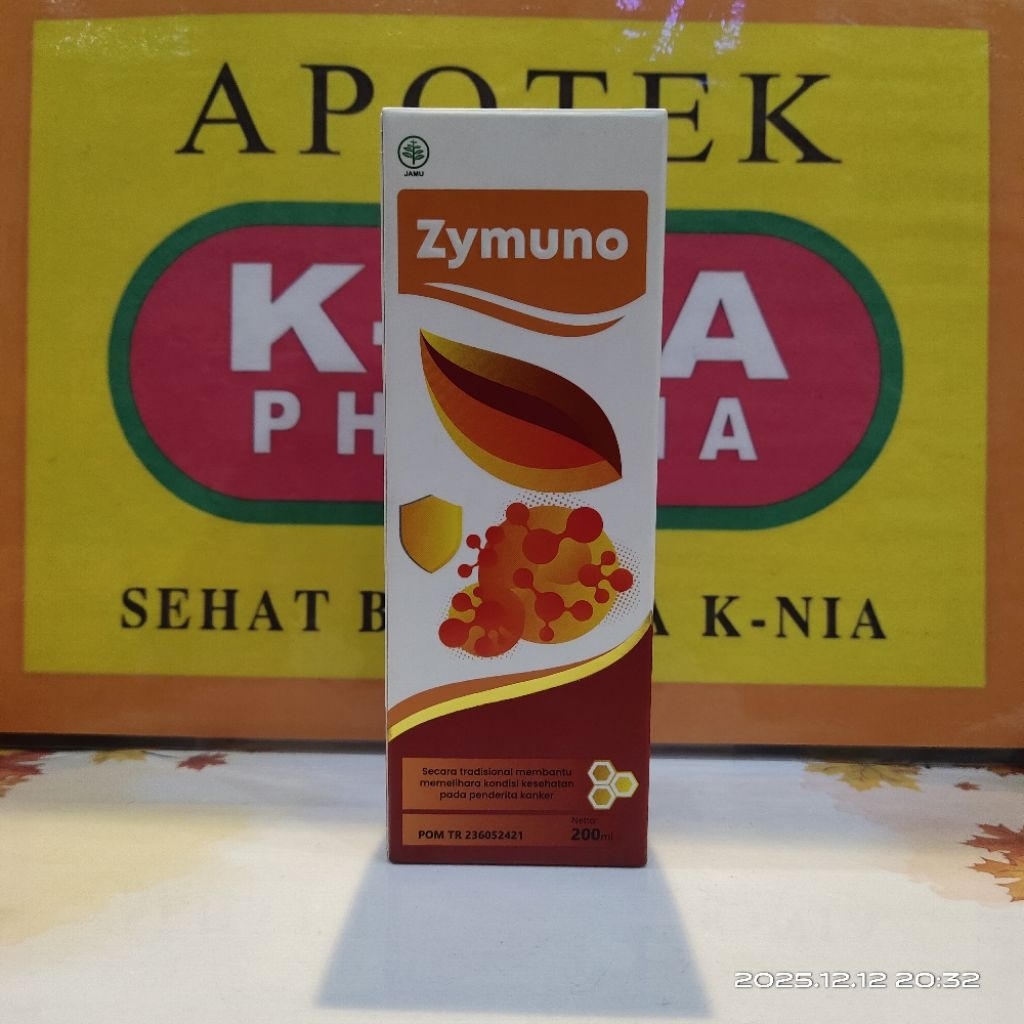 APOTEK
JAMU
Zymuno
K- A
PH IA
SEHAT B A K-NIA
Secara tradisional membantu
memelihara kondisi kesehatan
pada penderita kanker
POM TR 236052421
Netto:
200ml
2025.12.12 20:32